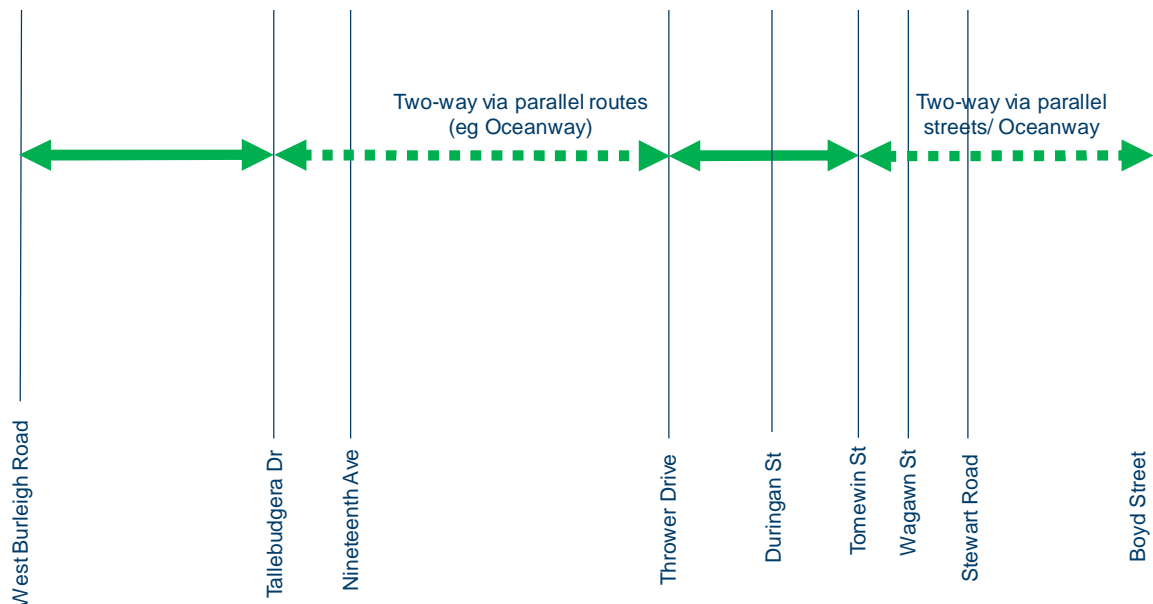 Two-way via parallel routes
(eg Oceanway)
Two-way via parallel
streets/ Oceanway
West Burleigh Road
Tallebudgera Dr
Nineteenth Ave
Thrower Drive
Duringan St
Tomewin St
Wagawn St
Stewart Road
Boyd Street